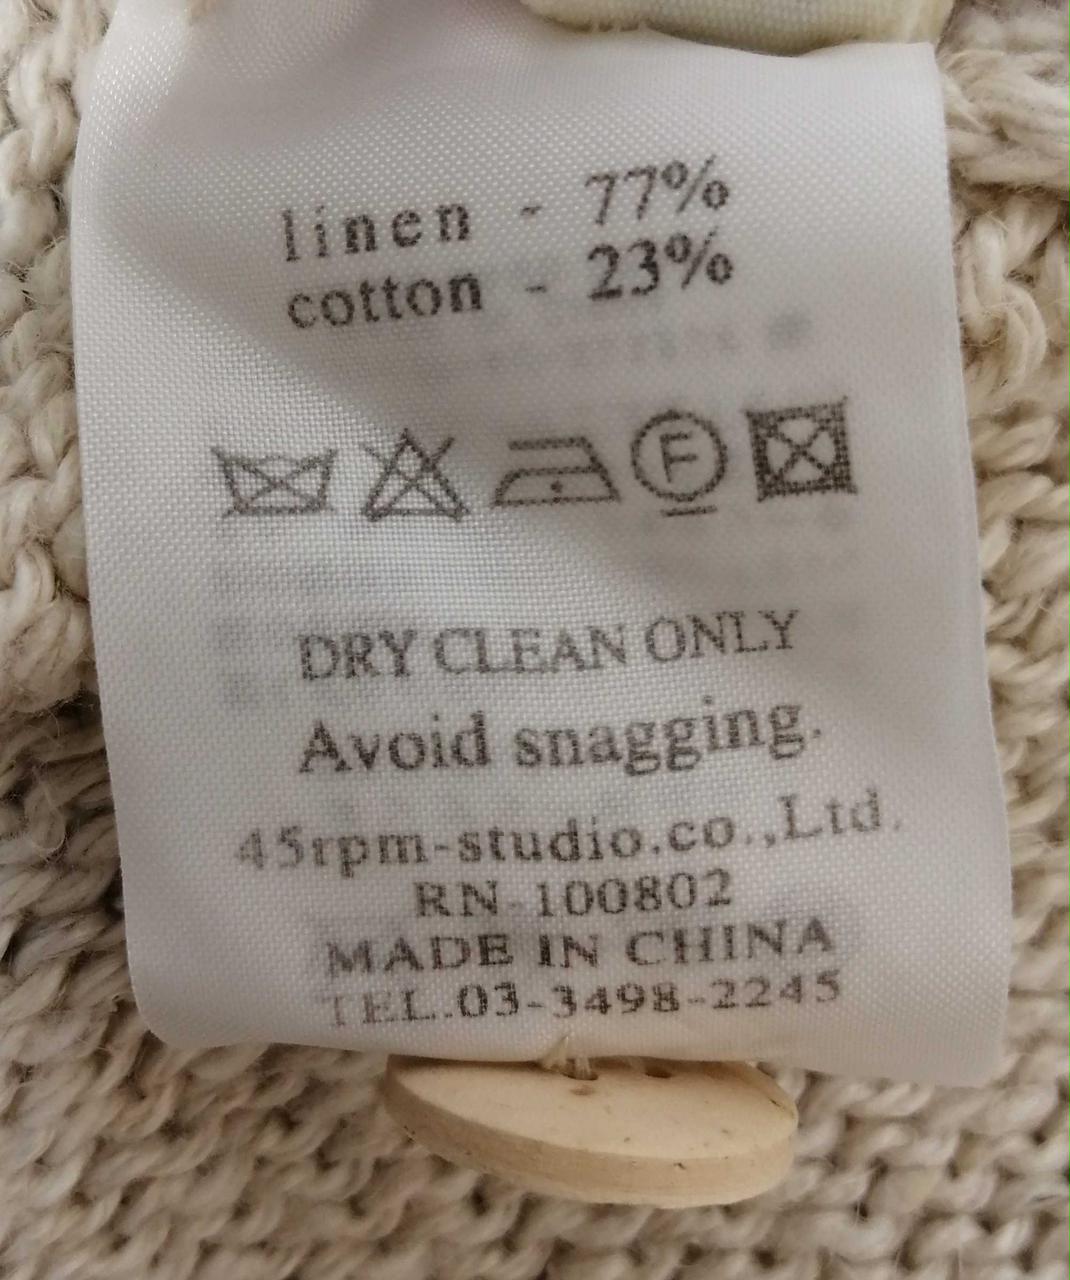 linen - 77%
cotton - 23%
F
DRY CLEAN ONLY
Avoid snagging.
45rpm-studio.co.,Ltd.
RN-100802
MADE IN CHINA
TEL.03-3498-2245